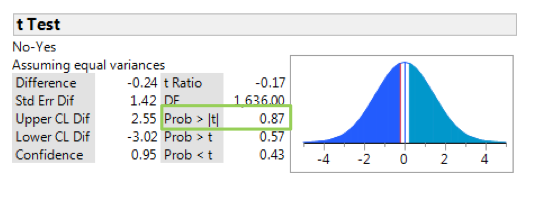 t Test
No-Yes
Assuming equal variances
Difference -0.24 t Ratio -0.17
Std Err Dif 1.42 DF 1,636.00
Upper CL Dif 2.55 Prob > |t| 0.87
Lower CL Dif -3.02 Prob > t 0.57
Confidence 0.95 Prob < t 0.43
-4 -2 0 2 4